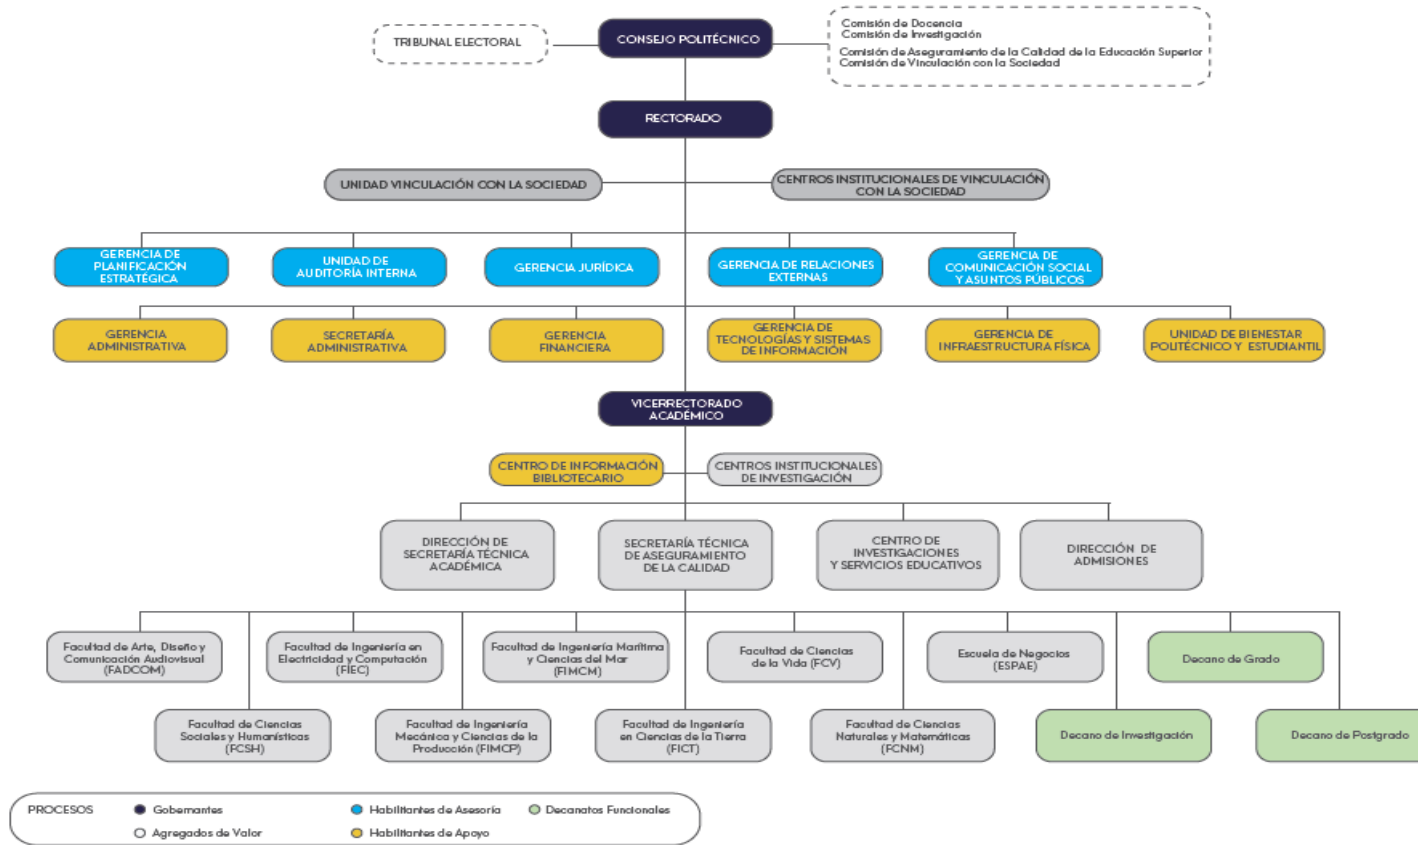 TRIBUNAL ELECTORAL
CONSEJO POLITÉCNICO
Comisión de Docencia
Comisión de Investigación
Comisión de Aseguramiento de la Calidad de la Educación Superior
Comisión de Vinculación con la Sociedad
RECTORADO
UNIDAD VINCULACIÓN CON LA SOCIEDAD
CENTROS INSTITUCIONALES DE VINCULACIÓN
CON LA SOCIEDAD
GERENCIA DE
PLANIFICACIÓN
ESTRATÉGICA
UNIDAD DE
AUDITORÍA INTERNA
GERENCIA JURÍDICA
GERENCIA DE RELACIONES
EXTERNAS
GERENCIA DE
COMUNICACIÓN SOCIAL
Y ASUNTOS PÚBLICOS
GERENCIA
ADMINISTRATIVA
SECRETARÍA
ADMINISTRATIVA
GERENCIA
FINANCIERA
GERENCIA DE
TECNOLOGÍAS Y SISTEMAS
DE INFORMACIÓN
GERENCIA DE
INFRAESTRUCTURA FÍSICA
UNIDAD DE BIENESTAR
POLITÉCNICO Y ESTUDIANTIL
VICERRECTORADO
ACADÉMICO
CENTRO DE INFORMACIÓN
BIBLIOTECARIO
CENTROS INSTITUCIONALES
DE INVESTIGACIÓN
DIRECCIÓN DE
SECRETARÍA TÉCNICA
ACADÉMICA
SECRETARÍA TÉCNICA
DE ASEGURAMIENTO
DE LA CALIDAD
CENTRO DE
INVESTIGACIONES
Y SERVICIOS EDUCATIVOS
DIRECCIÓN DE
ADMISIONES
Facultad de Arte, Diseño y
Comunicación Audiovisual
(FADCOM)
Facultad de Ingeniería en
Electricidad y Computación
(FIEC)
Facultad de Ingeniería Marítima
y Ciencias del Mar
(FIMCM)
Facultad de Ciencias
de la Vida (FCV)
Escuela de Negocios
(ESPAE)
Decano de Grado
Facultad de Ciencias
Sociales y Humanísticas
(FCSH)
Facultad de Ingeniería
Mecánica y Ciencias de la
Producción (FIMCP)
Facultad de Ingeniería
en Ciencias de la Tierra
(FICT)
Facultad de Ciencias
Naturales y Matemáticas
(FCNM)
Decano de Investigación
Decano de Postgrado
PROCESOS
Gobernantes
Habilitantes de Asesoría
Decanatos Funcionales
Agregados de Valor
Habilitantes de Apoyo